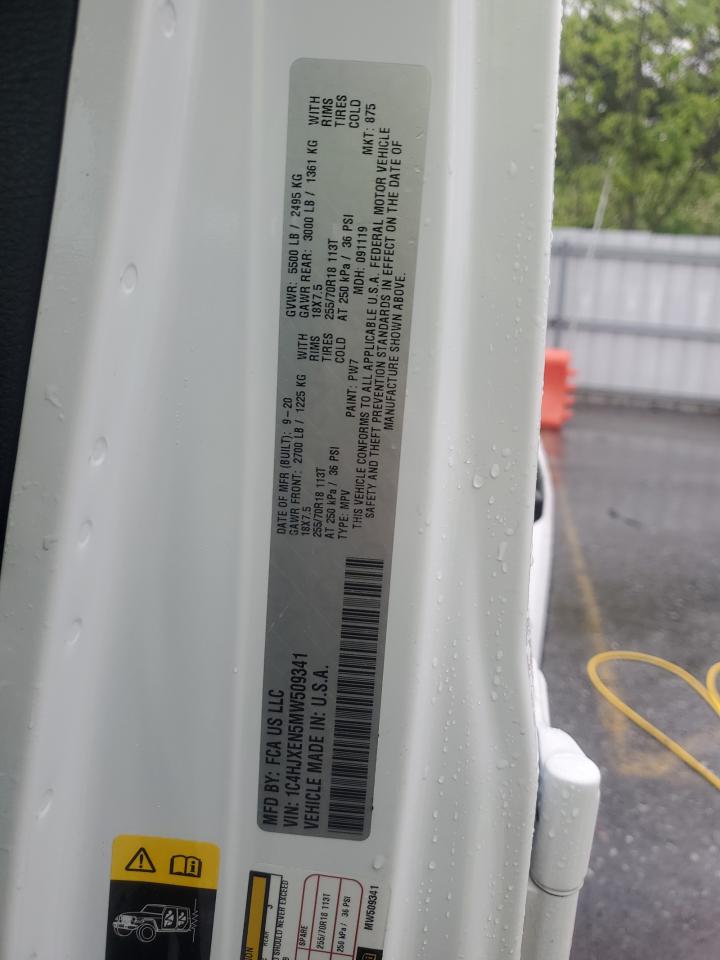 MFD BY: FCA US LLC
VIN: 1C4HJXEN5MW509341
VEHICLE MADE IN: U.S.A.
DATE OF MFR (BUILT): 9-20
GAWR FRONT: 2700 LB / 1225 KG WITH
18X7.5 RIMS
255/70R18 113T TIRES
AT 250 kPa / 36 PSI COLD
TYPE: MPV
GVWR: 5500 LB / 2495 KG
GAWR REAR: 3000 LB / 1361 KG WITH
18X7.5 RIMS
255/70R18 113T TIRES
AT 250 kPa / 36 PSI COLD
PAINT: PW7 MDH: 091119 MKT: 875
THIS VEHICLE CONFORMS TO ALL APPLICABLE U.S.A. FEDERAL MOTOR VEHICLE
SAFETY AND THEFT PREVENTION STANDARDS IN EFFECT ON THE DATE OF
MANUFACTURE SHOWN ABOVE.
REAR 3
SHOULD NEVER EXCEED
SPARE
255/70R18 113T
250 kPa / 36 PSI
MW509341